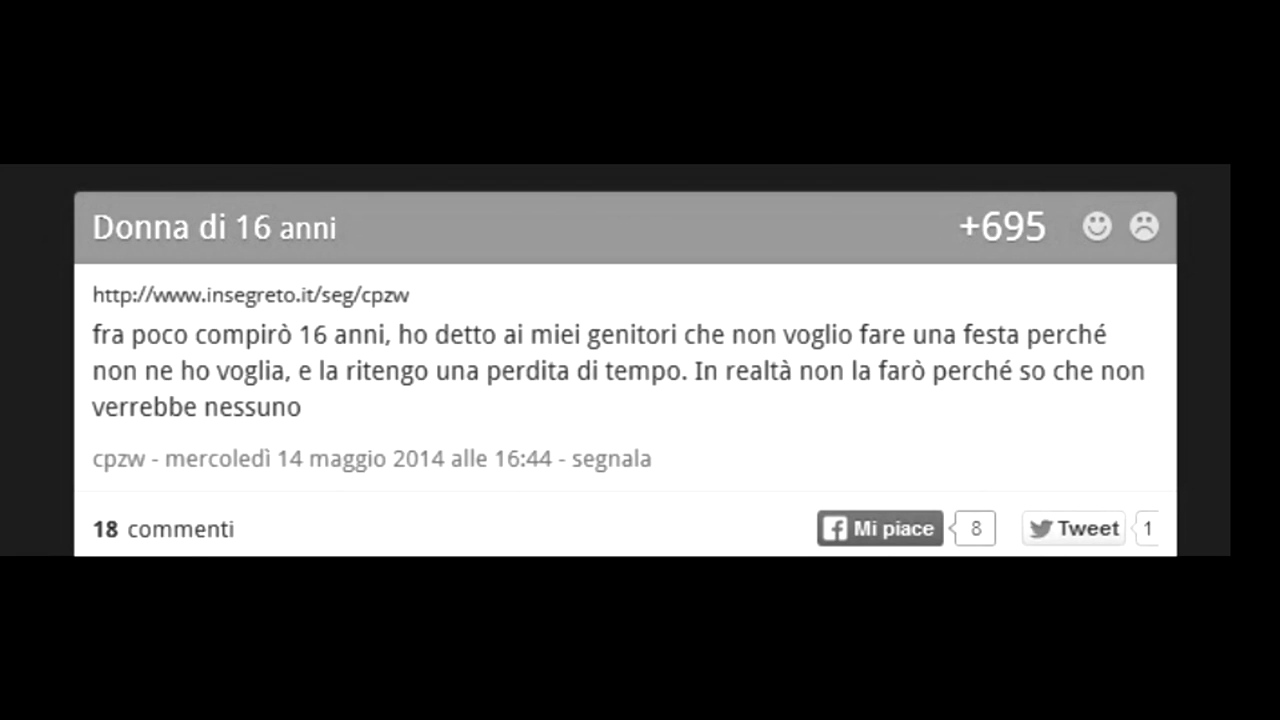 Donna di 16 anni +695
http://www.insegreto.it/seg/cpzw
fra poco compirò 16 anni, ho detto ai miei genitori che non voglio fare una festa perché
non ne ho voglia, e la ritengo una perdita di tempo. In realtà non la farò perché so che non
verrebbe nessuno
cpzw - mercoledì 14 maggio 2014 alle 16:44 - segnala
18 commenti Mi piace 8 Tweet 1